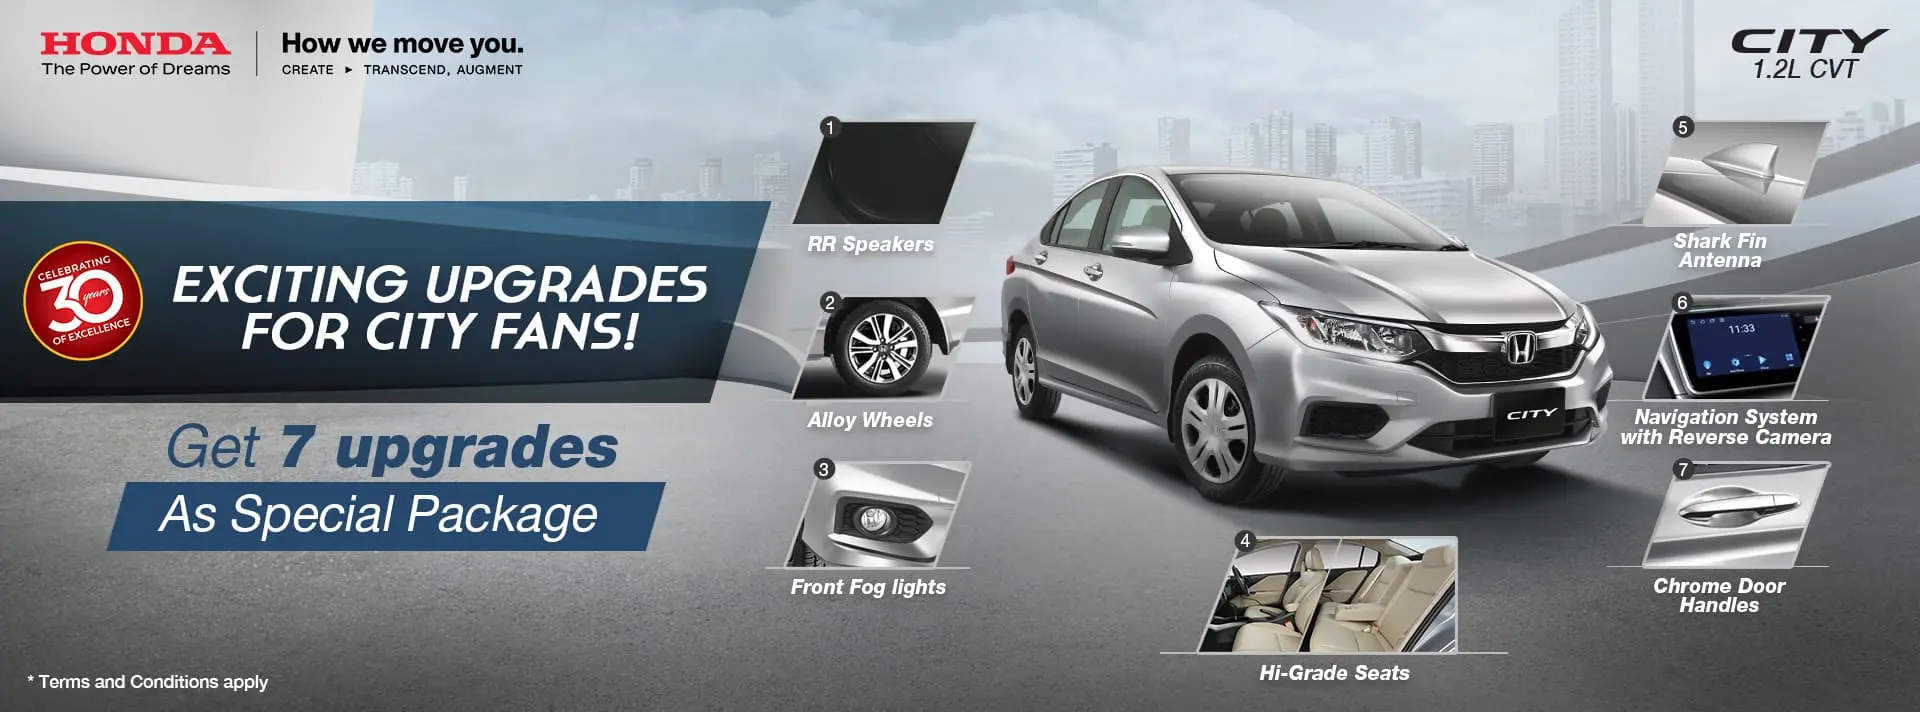 HONDA
The Power of Dreams
How we move you.
CREATE ▶ TRANSCEND, AUGMENT
CITY
1.2L CVT
CELEBRATING
30 years
OF EXCELLENCE
EXCITING UPGRADES
FOR CITY FANS!
Get 7 upgrades
As Special Package
1
RR Speakers
2
Alloy Wheels
3
Front Fog lights
4
Hi-Grade Seats
5
Shark Fin
Antenna
6
11:33
Navigation System
with Reverse Camera
7
Chrome Door
Handles
CITY
* Terms and Conditions apply